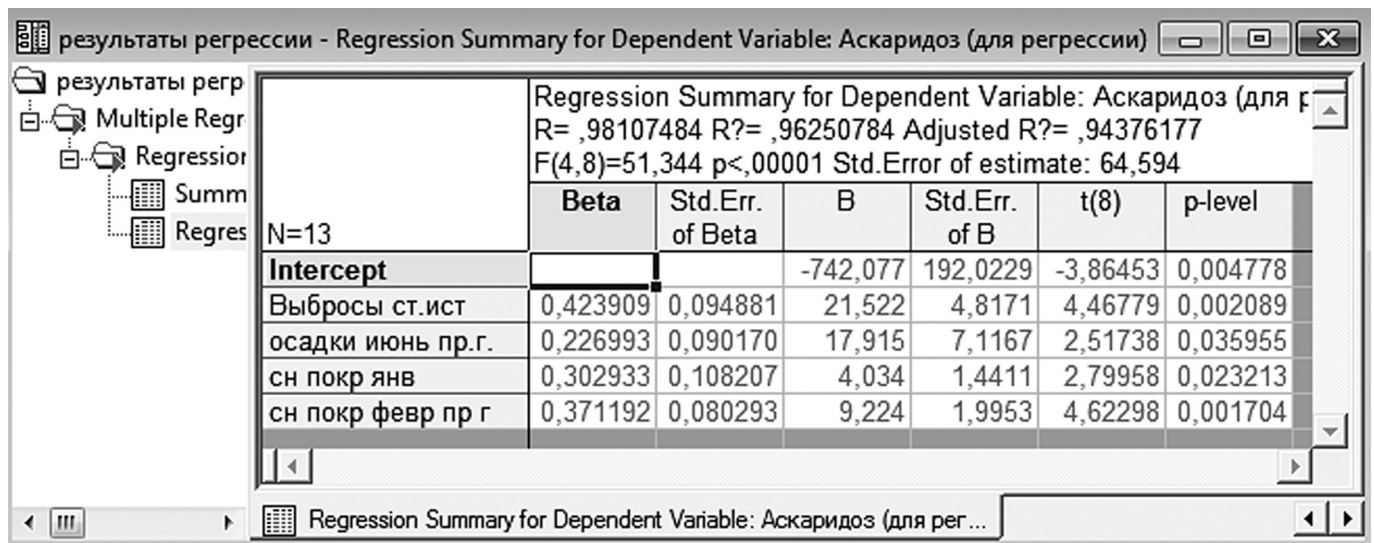 результаты регрессии - Regression Summary for Dependent Variable: Аскаридоз (для регрессии)
результаты регр
Multiple Regr
Regression
Summ
Regres
Regression Summary for Dependent Variable: Аскаридоз (для р
R= ,98107484 R?= ,96250784 Adjusted R?= ,94376177
F(4,8)=51,344 p<,00001 Std.Error of estimate: 64,594
N=13 Beta Std.Err. of Beta B Std.Err. of B t(8) p-level
Intercept -742,077 192,0229 -3,86453 0,004778
Выбросы ст.ист 0,423909 0,094881 21,522 4,8171 4,46779 0,002089
осадки июнь пр.г. 0,226993 0,090170 17,915 7,1167 2,51738 0,035955
сн покр янв 0,302933 0,108207 4,034 1,4411 2,79958 0,023213
сн покр февр пр г 0,371192 0,080293 9,224 1,9953 4,62298 0,001704
Regression Summary for Dependent Variable: Аскаридоз (для рег...